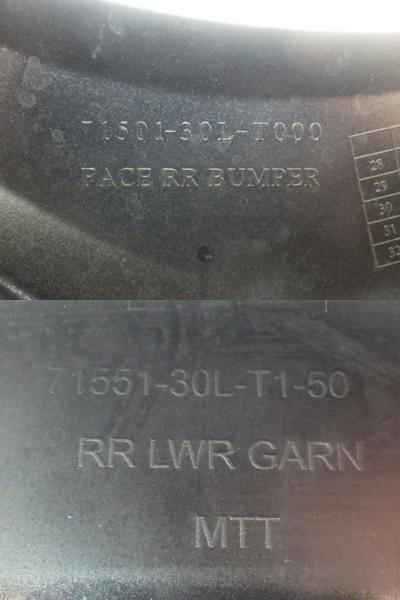 71501-30L-T000
FACE RR BUMPER
28
29
30
31
32
71551-30L-T1-50
RR LWR GARN
MTT